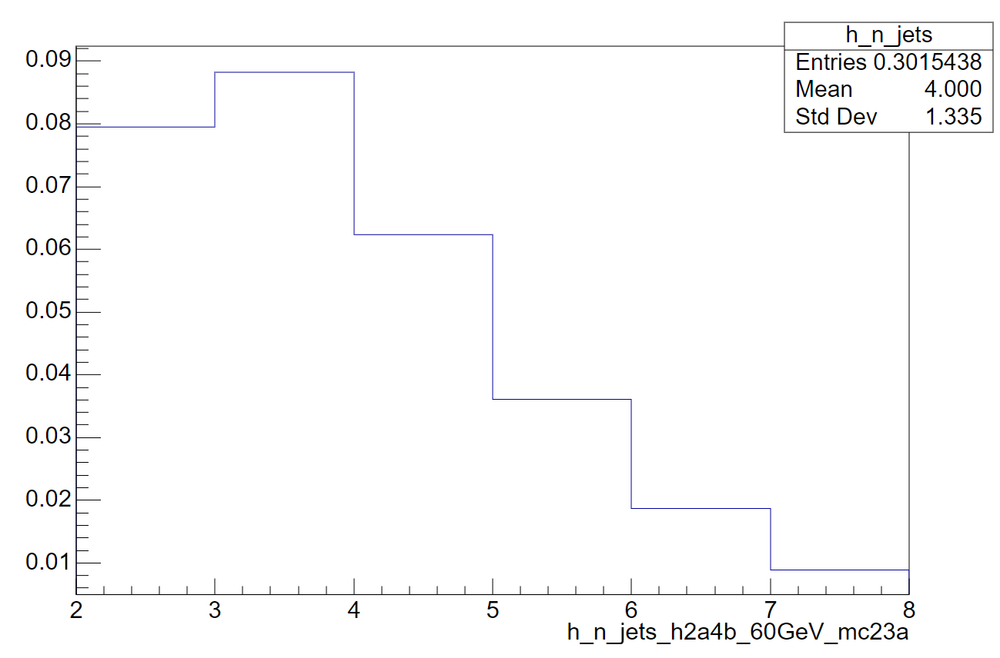 h_n_jets
Entries 0.3015438
Mean 4.000
Std Dev 1.335
0.09
0.08
0.07
0.06
0.05
0.04
0.03
0.02
0.01
2 3 4 5 6 7 8
h_n_jets_h2a4b_60GeV_mc23a